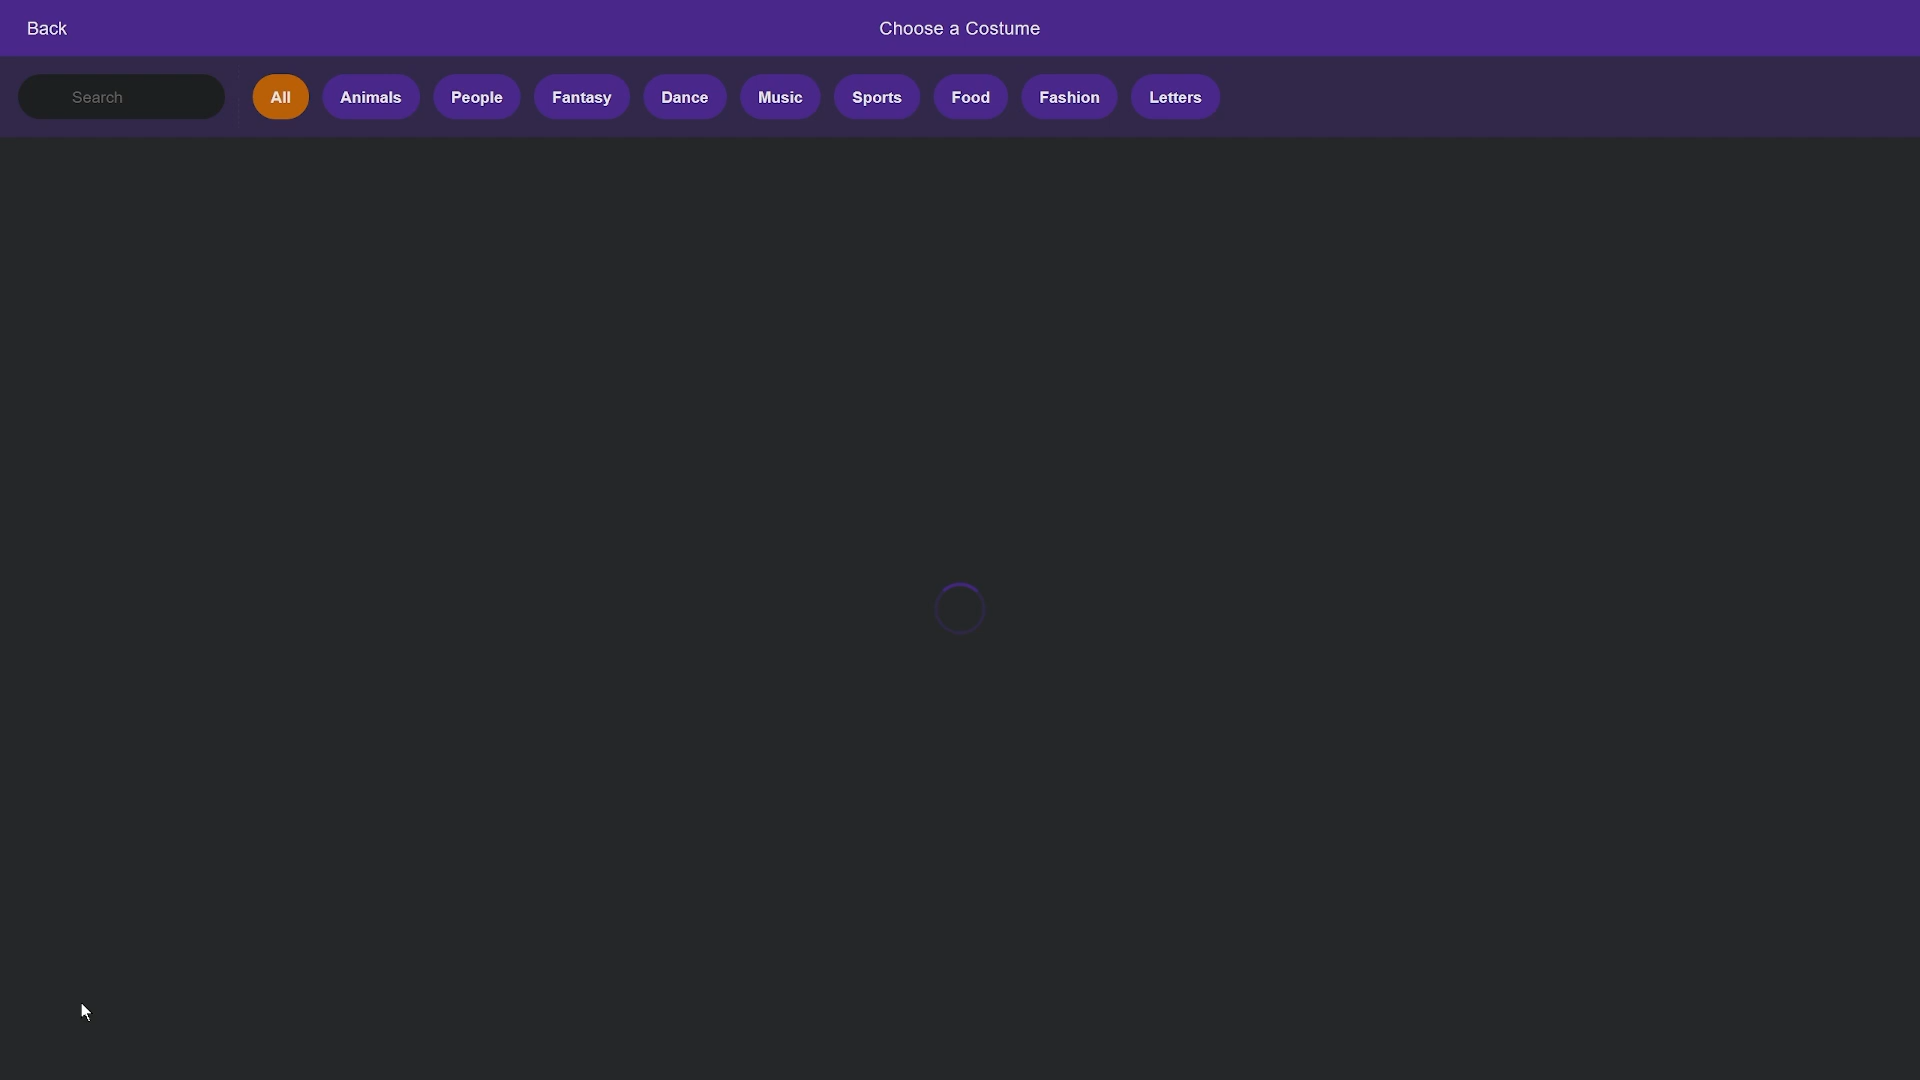 Back
Choose a Costume
Search
All
Animals
People
Fantasy
Dance
Music
Sports
Food
Fashion
Letters